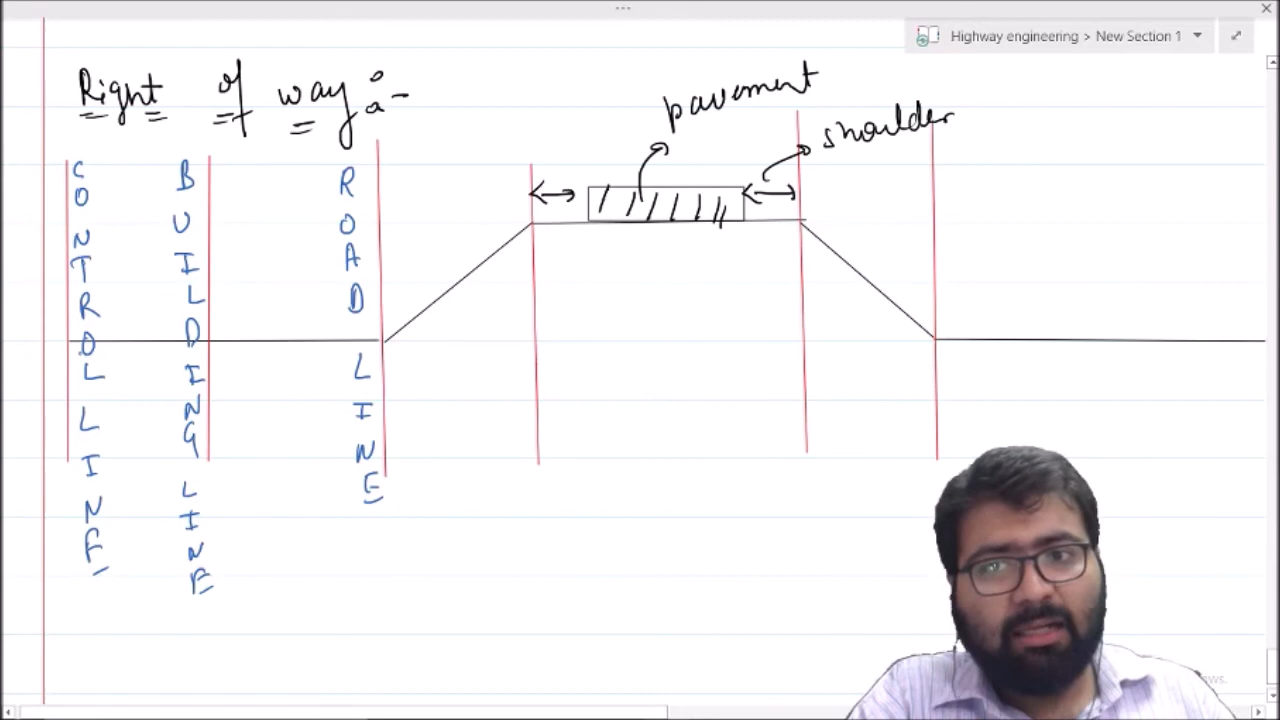 Highway engineering > New Section 1
Right of way :-
pavement
shoulder
CONTROL LINE
BUILDING LINE
ROAD LINE